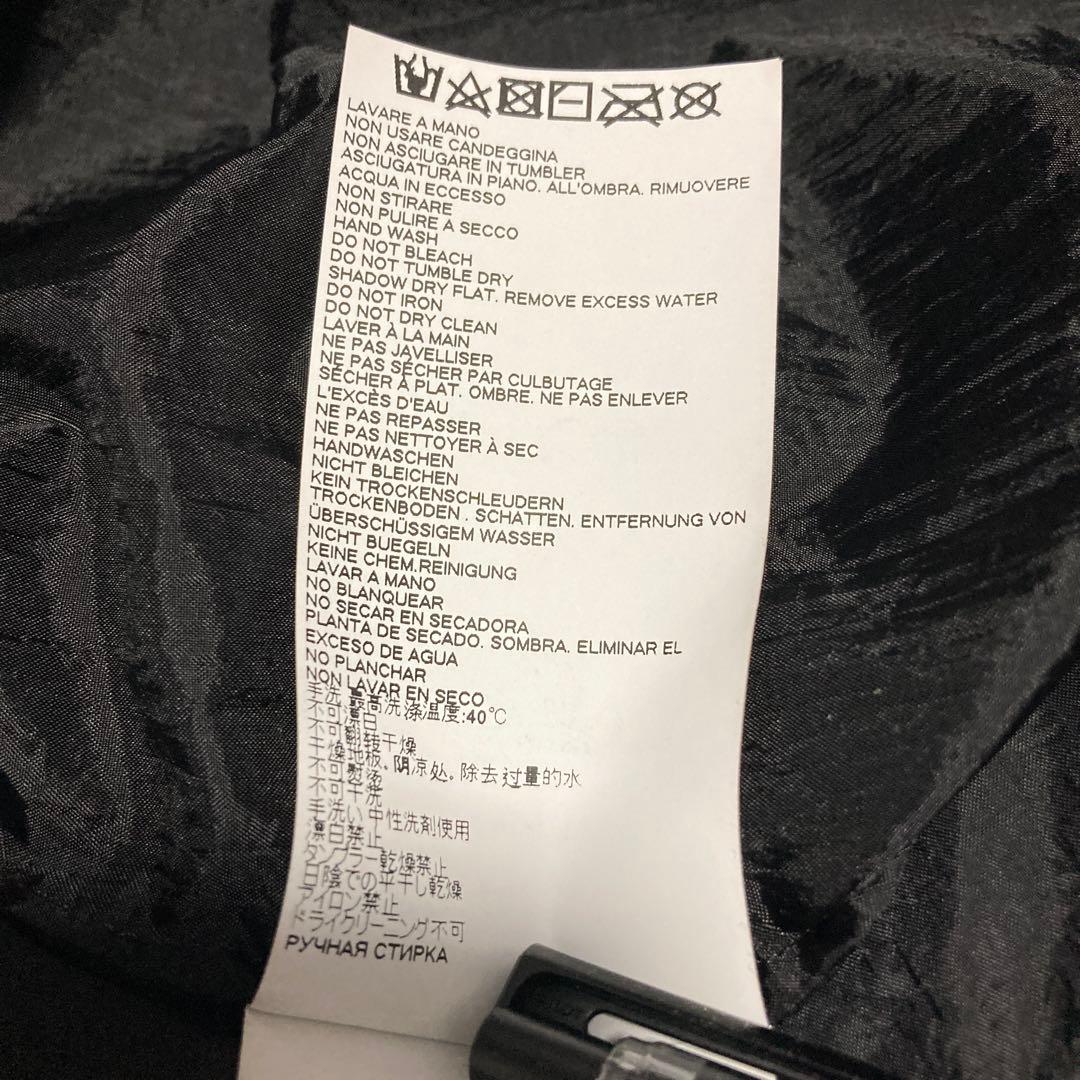 LAVARE A MANO
NON USARE CANDEGGINA
NON ASCIUGARE IN TUMBLER
ASCIUGATURA IN PIANO. ALL'OMBRA. RIMUOVERE
ACQUA IN ECCESSO
NON STIRARE
NON PULIRE A SECCO
HAND WASH
DO NOT BLEACH
DO NOT TUMBLE DRY
SHADOW DRY FLAT. REMOVE EXCESS WATER
DO NOT IRON
DO NOT DRY CLEAN
LAVER À LA MAIN
NE PAS JAVELLISER
NE PAS SÉCHER PAR CULBUTAGE
SÉCHER À PLAT. OMBRE. NE PAS ENLEVER
L'EXCÈS D'EAU
NE PAS REPASSER
NE PAS NETTOYER À SEC
HANDWASCHEN
NICHT BLEICHEN
KEIN TROCKENSCHLEUDERN
TROCKENBODEN . SCHATTEN. ENTFERNUNG VON
ÜBERSCHÜSSIGEM WASSER
NICHT BUEGELN
KEINE CHEM.REINIGUNG
LAVAR A MANO
NO BLANQUEAR
NO SECAR EN SECADORA
PLANTA DE SECADO. SOMBRA. ELIMINAR EL
EXCESO DE AGUA
NO PLANCHAR
NON LAVAR EN SECO
手洗 最高洗涤温度:40℃
不可漂白
不可翻转干燥
干燥地板。阴凉处。除去过量的水
不可熨烫
不可干洗
手洗い 中性洗剤使用
漂白禁止
タンブラー乾燥禁止
日陰での平干し乾燥
アイロン禁止
ドライクリーニング不可
РУЧНАЯ СТИРКА